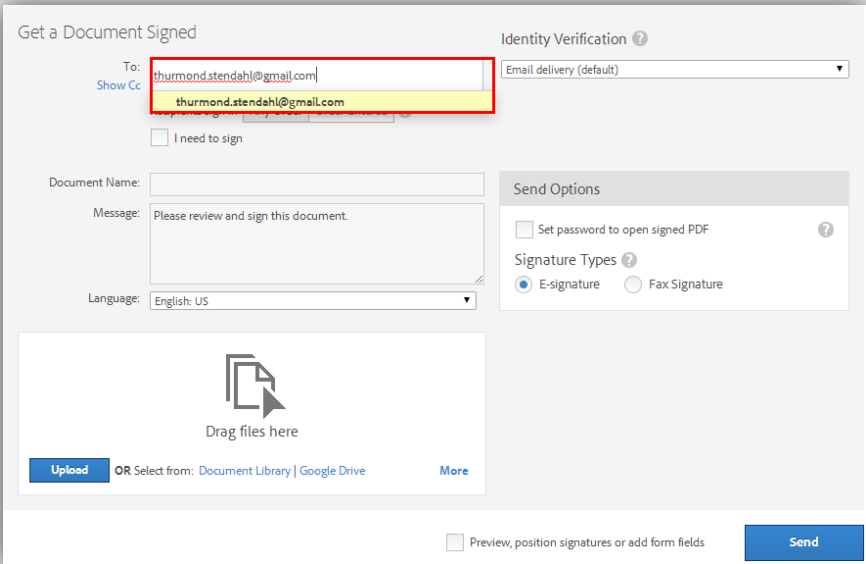 Get a Document Signed
To:
thurmond.stendahl@gmail.com
Show Cc
thurmond.stendahl@gmail.com
I need to sign
Document Name:
Message:
Please review and sign this document.
Language:
English: US
Drag files here
Upload OR Select from: Document Library | Google Drive More
Identity Verification ?
Email delivery (default)
Send Options
Set password to open signed PDF ?
Signature Types ?
E-signature Fax Signature
Preview, position signatures or add form fields
Send